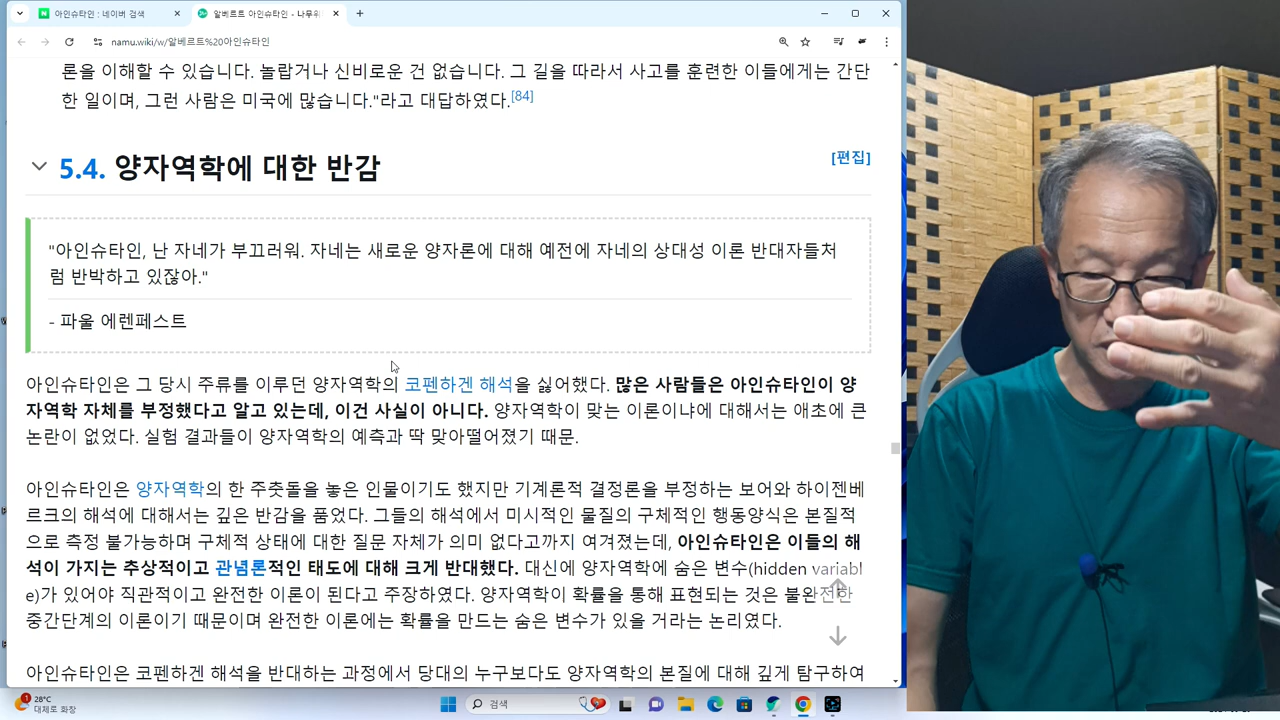 아인슈타인 : 네이버 검색
알베르트 아인슈타인 - 나무위
namu.wiki/w/알베르트%20아인슈타인
론을 이해할 수 있습니다. 놀랍거나 신비로운 건 없습니다. 그 길을 따라서 사고를 훈련한 이들에게는 간단
한 일이며, 그런 사람은 미국에 많습니다."라고 대답하였다.[84]
5.4. 양자역학에 대한 반감
[편집]
"아인슈타인, 난 자네가 부끄러워. 자네는 새로운 양자론에 대해 예전에 자네의 상대성 이론 반대자들처
럼 반박하고 있잖아."
- 파울 에렌페스트
아인슈타인은 그 당시 주류를 이루던 양자역학의 코펜하겐 해석을 싫어했다. 많은 사람들은 아인슈타인이 양
자역학 자체를 부정했다고 알고 있는데, 이건 사실이 아니다. 양자역학이 맞는 이론이냐에 대해서는 애초에 큰
논란이 없었다. 실험 결과들이 양자역학의 예측과 딱 맞아떨어졌기 때문.
아인슈타인은 양자역학의 한 주춧돌을 놓은 인물이기도 했지만 기계론적 결정론을 부정하는 보어와 하이젠베
르크의 해석에 대해서는 깊은 반감을 품었다. 그들의 해석에서 미시적인 물질의 구체적인 행동양식은 본질적
으로 측정 불가능하며 구체적 상태에 대한 질문 자체가 의미 없다고까지 여겨졌는데, 아인슈타인은 이들의 해
석이 가지는 추상적이고 관념론적인 태도에 대해 크게 반대했다. 대신에 양자역학에 숨은 변수(hidden variabl
e)가 있어야 직관적이고 완전한 이론이 된다고 주장하였다. 양자역학이 확률을 통해 표현되는 것은 불완전한
중간단계의 이론이기 때문이며 완전한 이론에는 확률을 만드는 숨은 변수가 있을 거라는 논리였다.
아인슈타인은 코펜하겐 해석을 반대하는 과정에서 당대의 누구보다도 양자역학의 본질에 대해 깊게 탐구하여
1
28°C
대체로 화창
검색